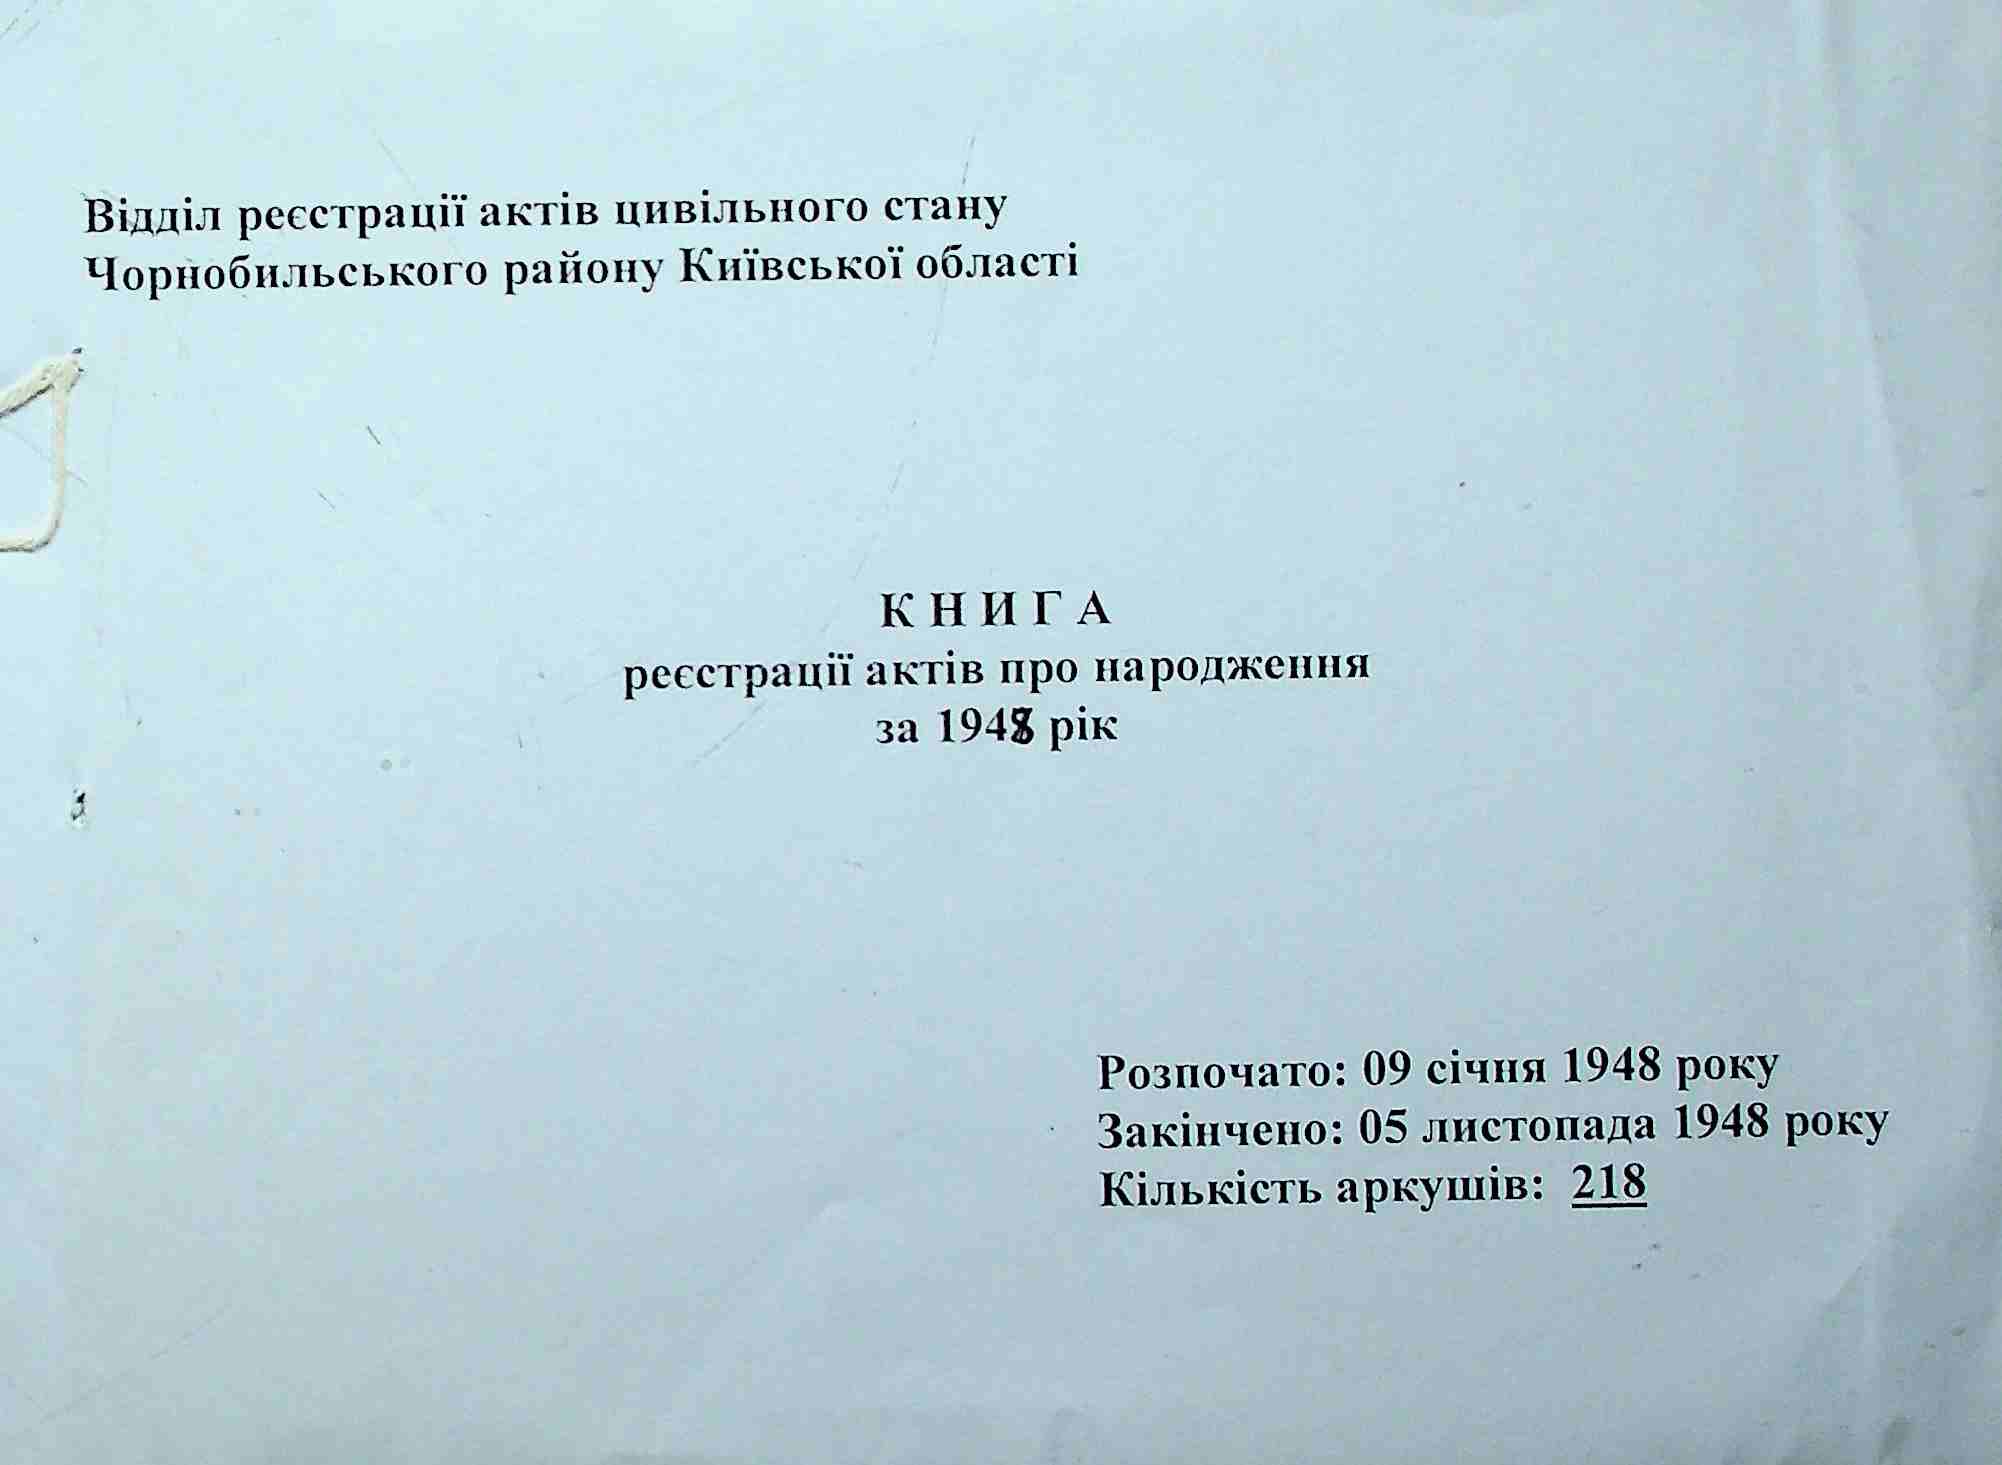 Відділ реєстрації актів цивільного стану
Чорнобильського району Київської області
К Н И Г А
реєстрації актів про народження
за 1948 рік
Розпочато: 09 січня 1948 року
Закінчено: 05 листопада 1948 року
Кількість аркушів: 218